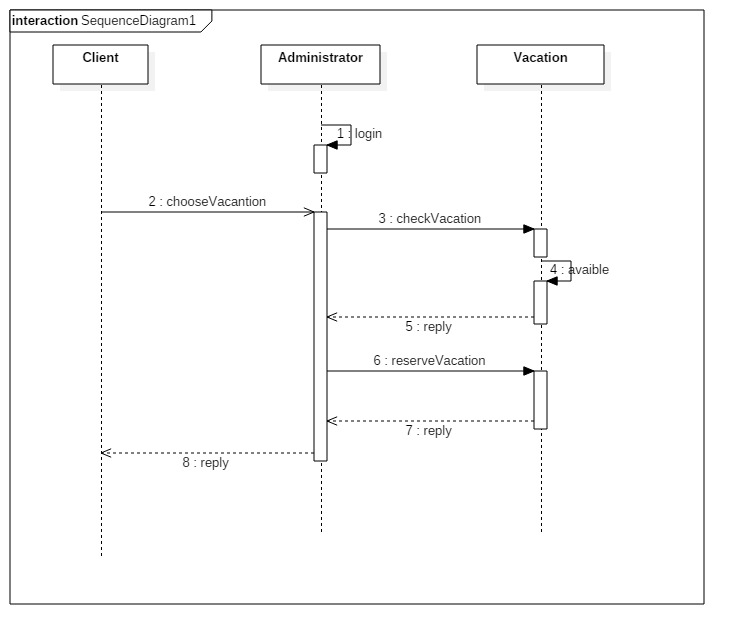 interaction SequenceDiagram1
Client
Administrator
Vacation
1 : login
2 : chooseVacantion
3 : checkVacation
4 : avaible
5 : reply
6 : reserveVacation
7 : reply
8 : reply